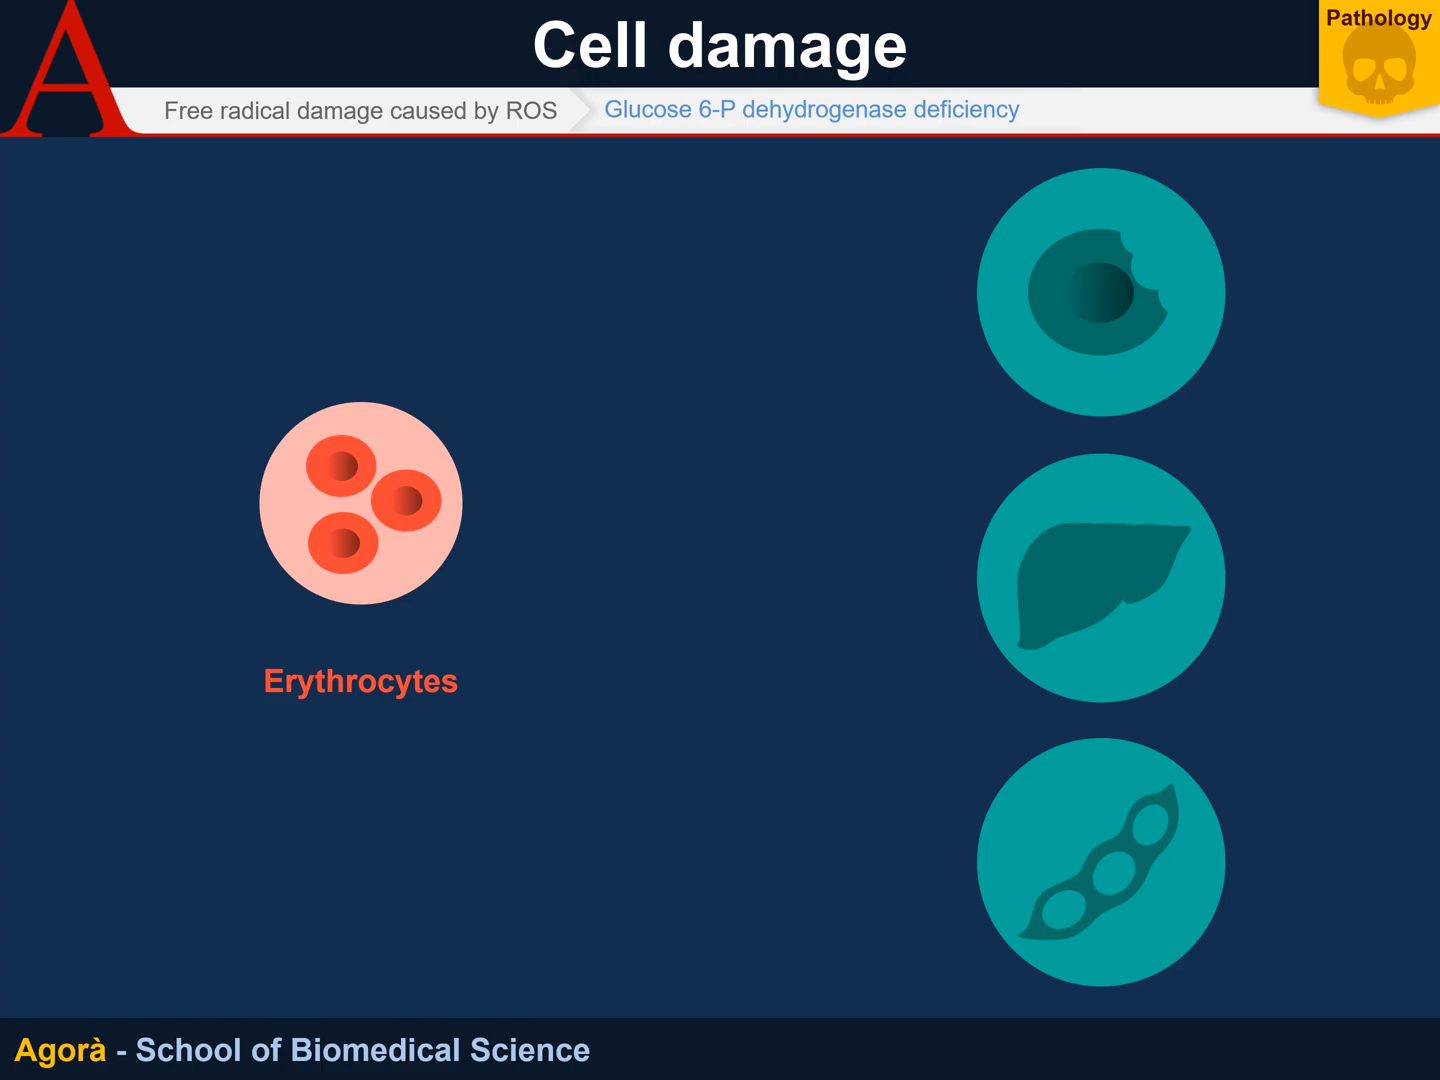 A
Cell damage
Pathology
Free radical damage caused by ROS
Glucose 6-P dehydrogenase deficiency
Erythrocytes
Agorà - School of Biomedical Science